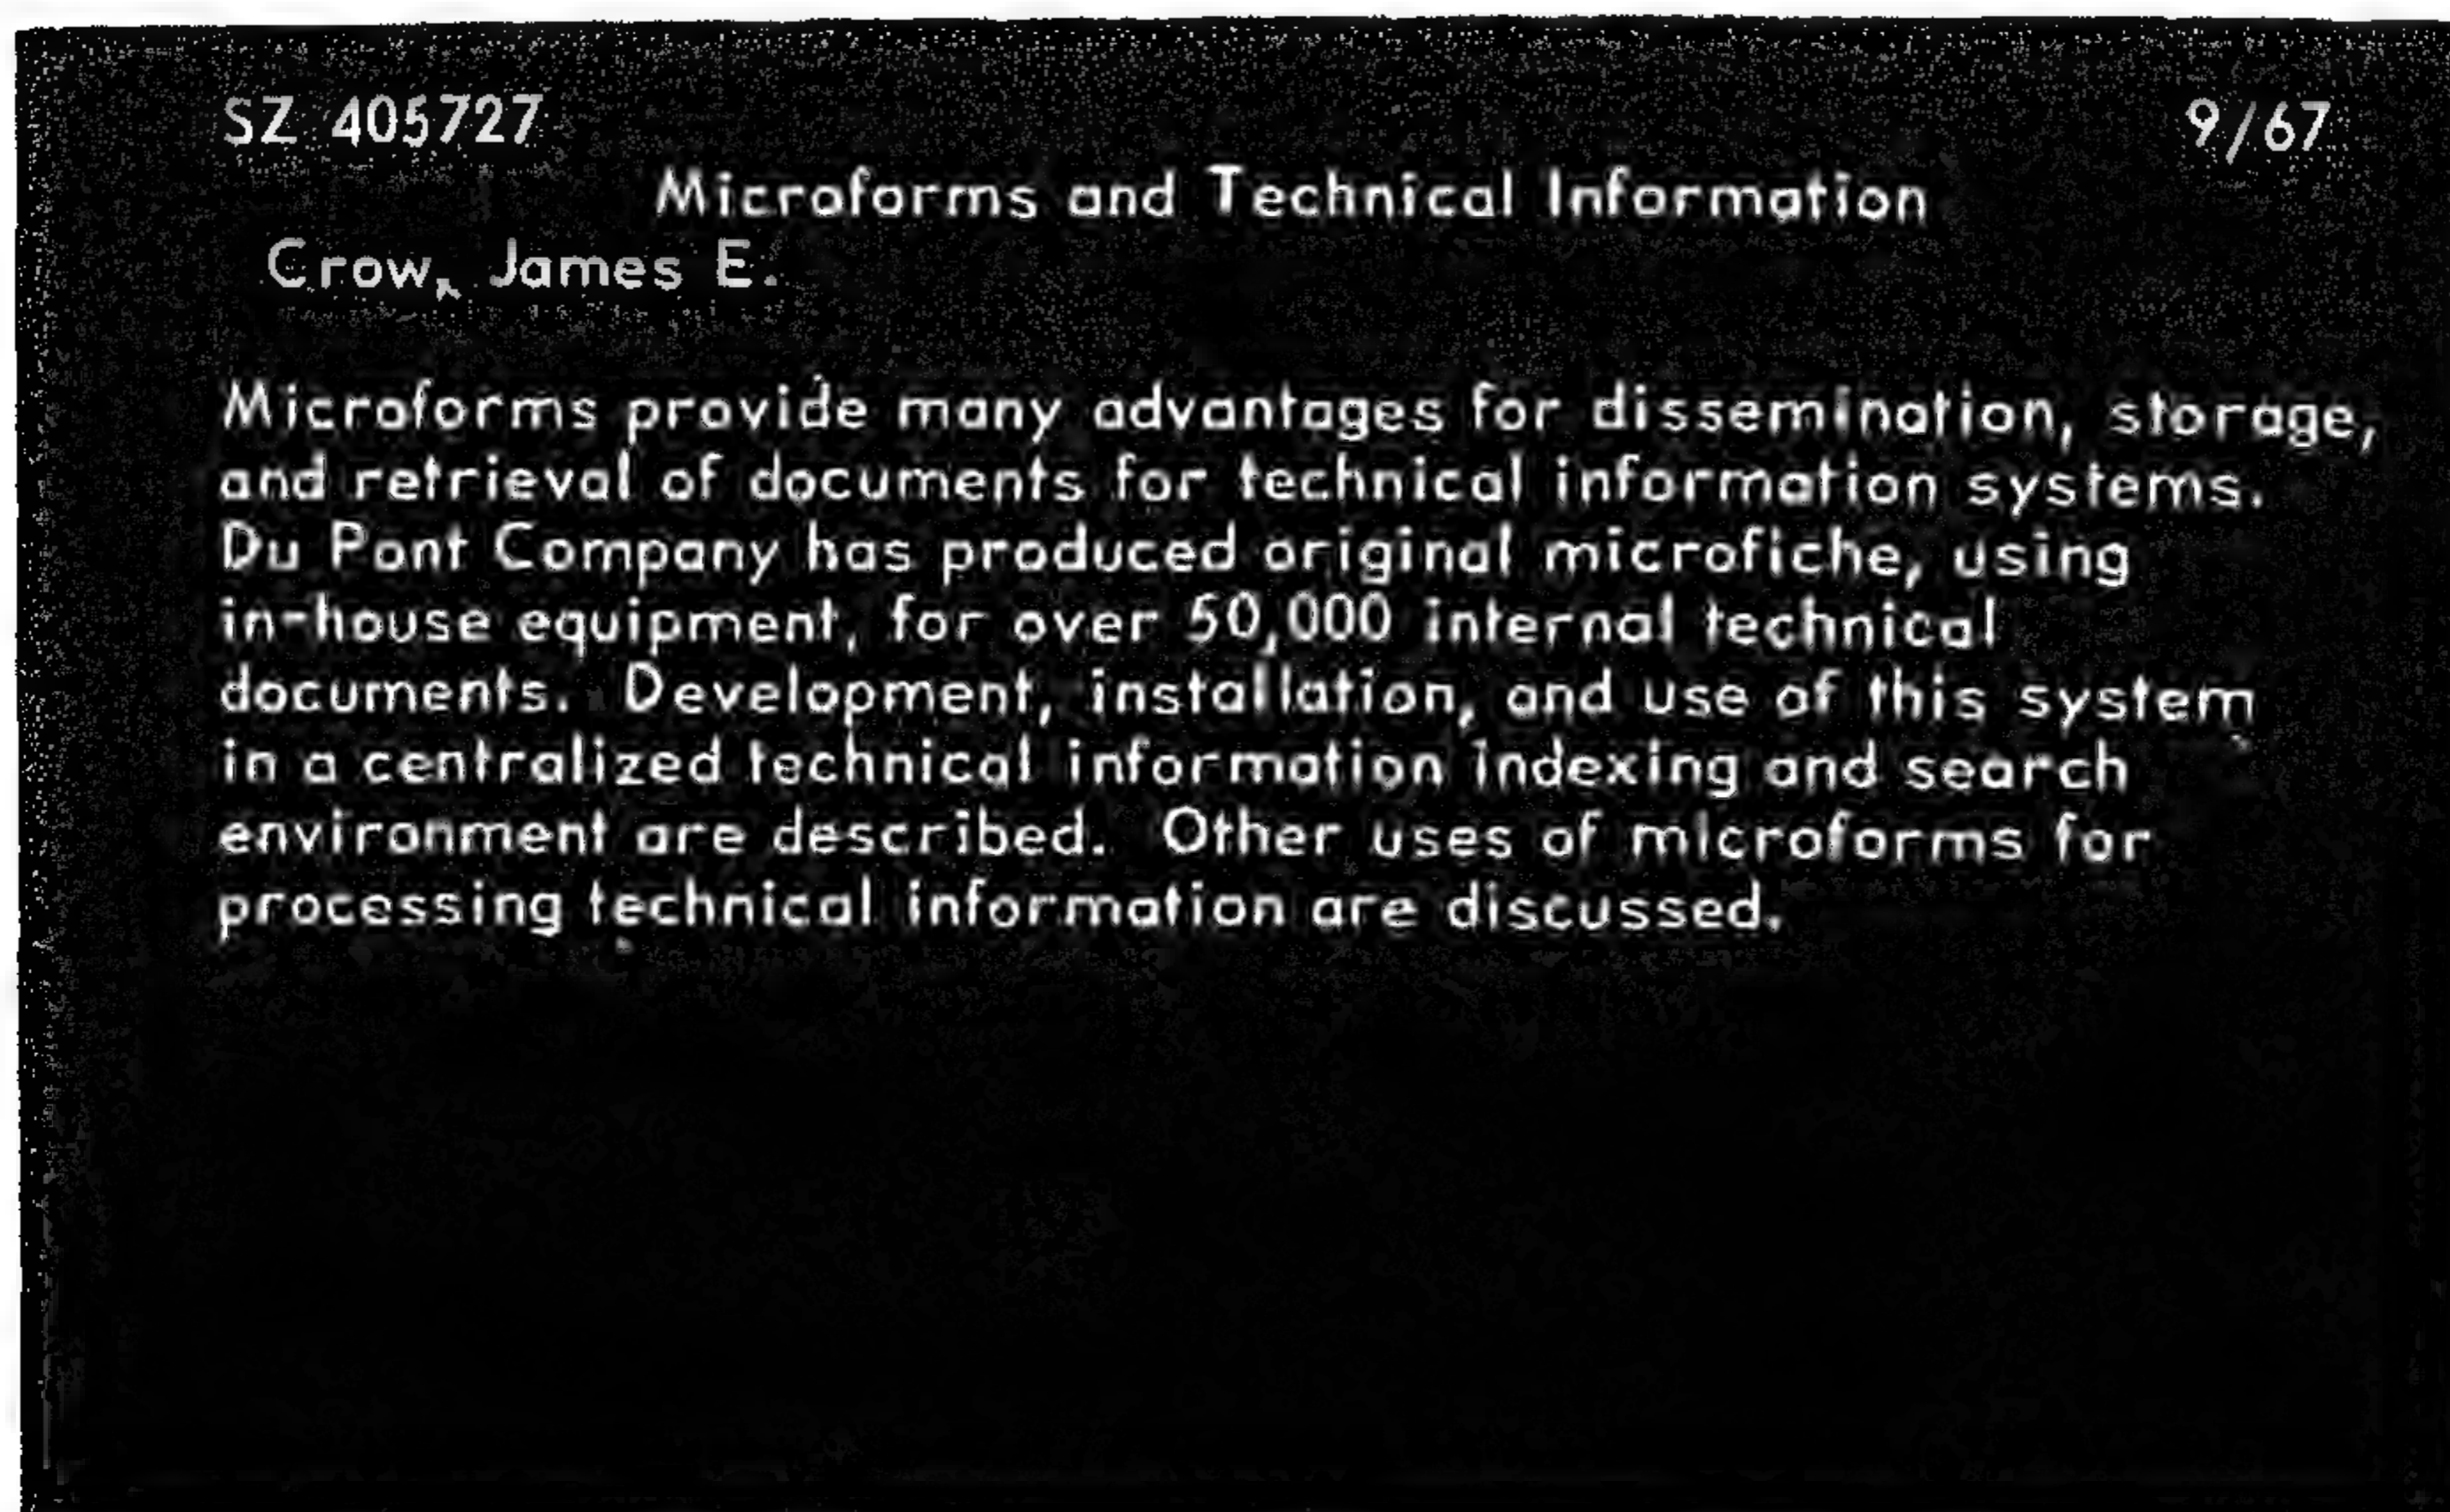 SZ 405727 9/67
Microforms and Technical Information
Crow, James E.
Microforms provide many advantages for dissemination, storage,
and retrieval of documents for technical information systems.
Du Pont Company has produced original microfiche, using
in-house equipment, for over 50,000 internal technical
documents. Development, installation, and use of this system
in a centralized technical information indexing and search
environment are described. Other uses of microforms for
processing technical information are discussed.